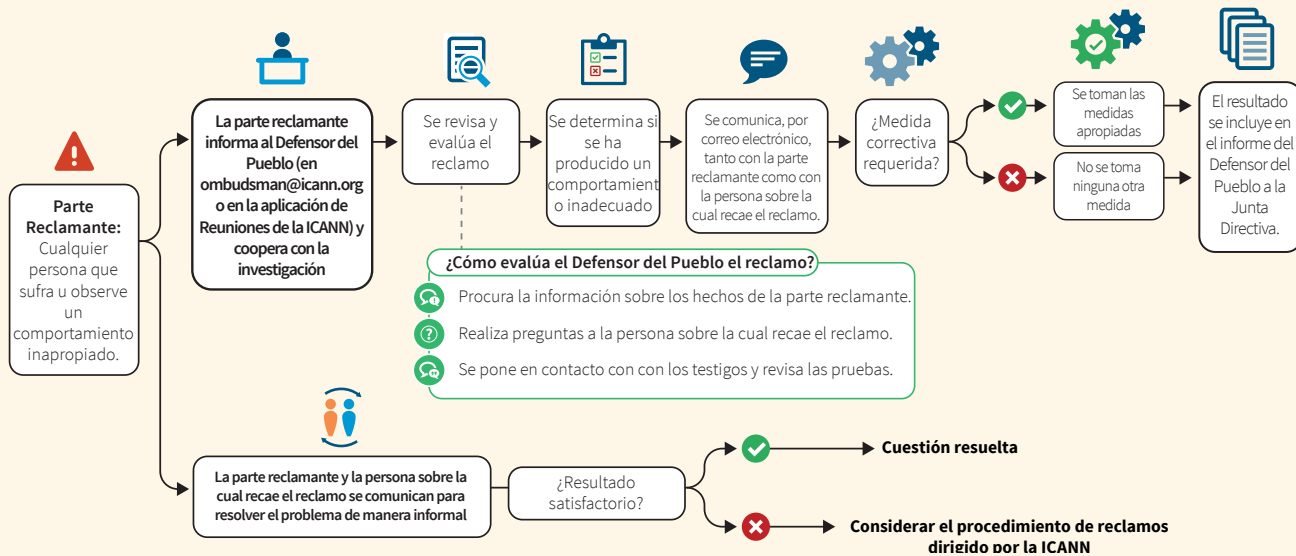 Parte
Reclamante:
Cualquier
persona que
sufra u observe
un
comportamiento
inapropiado.
La parte reclamante
informa al Defensor del
Pueblo (en
ombudsman@icann.org
o en la aplicación de
Reuniones de la ICANN) y
coopera con la
investigación
Se revisa y
evalúa el
reclamo
Se determina si
se ha
producido un
comportamient
o inadecuado
Se comunica, por
correo electrónico,
tanto con la parte
reclamante como con
la persona sobre la
cual recae el reclamo.
¿Medida
correctiva
requerida?
Se toman las
medidas
apropiadas
No se toma
ninguna otra
medida
El resultado
se incluye en
el informe del
Defensor del
Pueblo a la
Junta
Directiva.
¿Cómo evalúa el Defensor del Pueblo el reclamo?
Procura la información sobre los hechos de la parte reclamante.
Realiza preguntas a la persona sobre la cual recae el reclamo.
Se pone en contacto con con los testigos y revisa las pruebas.
La parte reclamante y la persona sobre la
cual recae el reclamo se comunican para
resolver el problema de manera informal
¿Resultado
satisfactorio?
Cuestión resuelta
Considerar el procedimiento de reclamos
dirigido por la ICANN